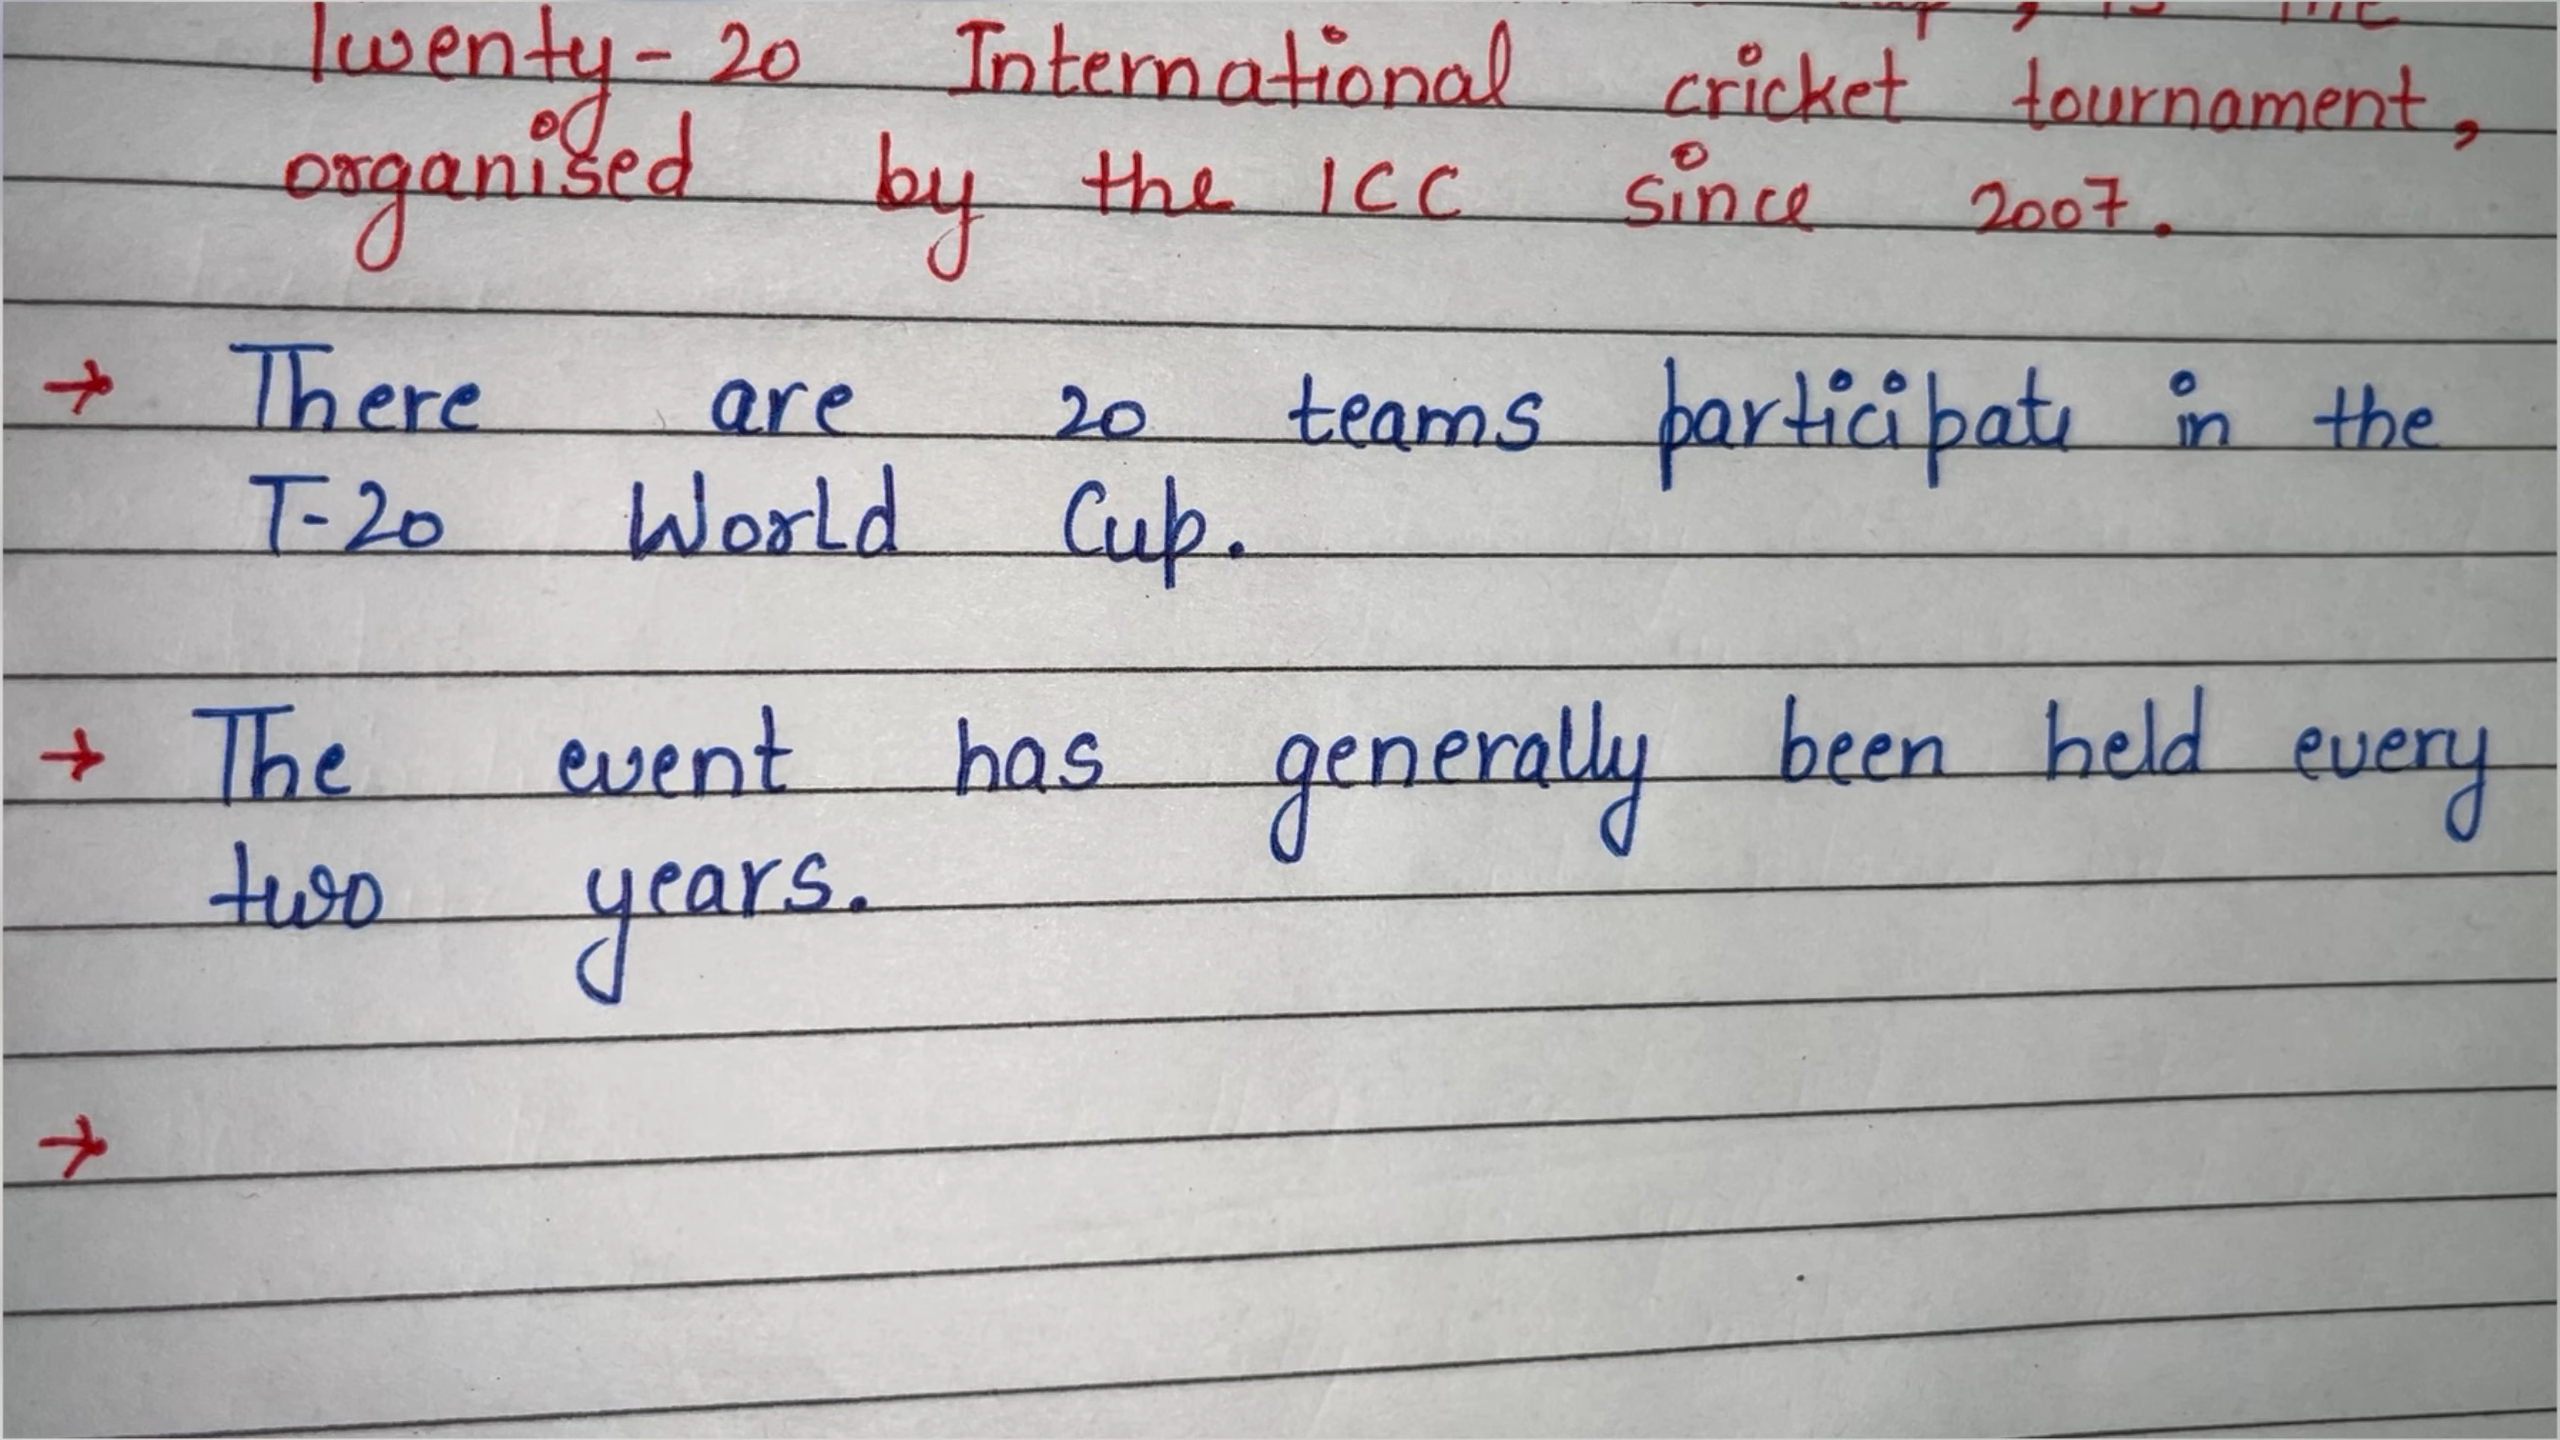 Twenty-20 International cricket tournament,
organised by the ICC since 2007.
→ There are 20 teams participate in the
T-20 World Cup.
→ The event has generally been held every
two years.
→